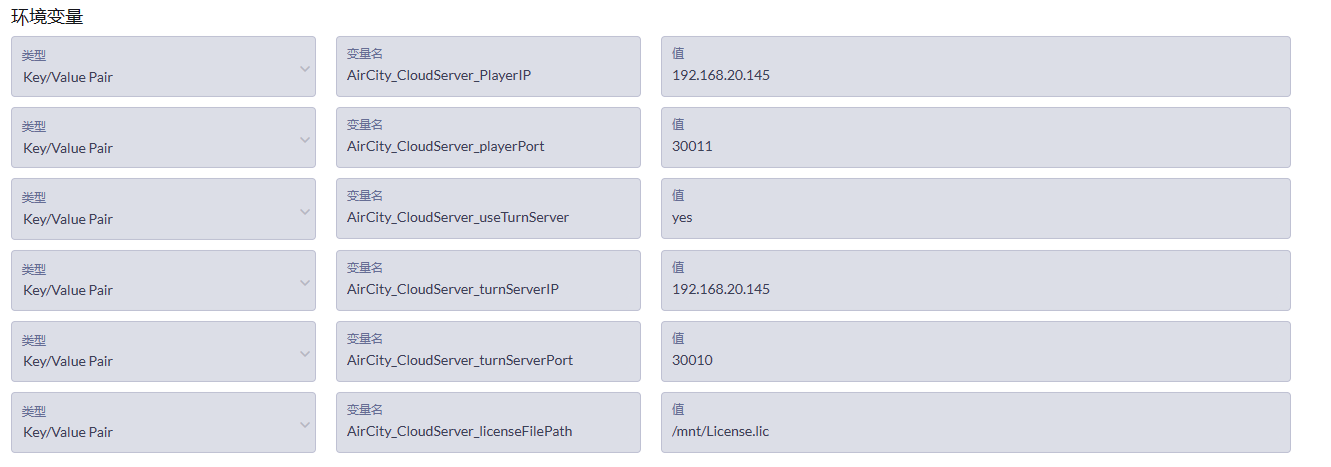 环境变量
类型
Key/Value Pair
变量名
AirCity_CloudServer_PlayerIP
值
192.168.20.145
类型
Key/Value Pair
变量名
AirCity_CloudServer_playerPort
值
30011
类型
Key/Value Pair
变量名
AirCity_CloudServer_useTurnServer
值
yes
类型
Key/Value Pair
变量名
AirCity_CloudServer_turnServerIP
值
192.168.20.145
类型
Key/Value Pair
变量名
AirCity_CloudServer_turnServerPort
值
30010
类型
Key/Value Pair
变量名
AirCity_CloudServer_licenseFilePath
值
/mnt/License.lic